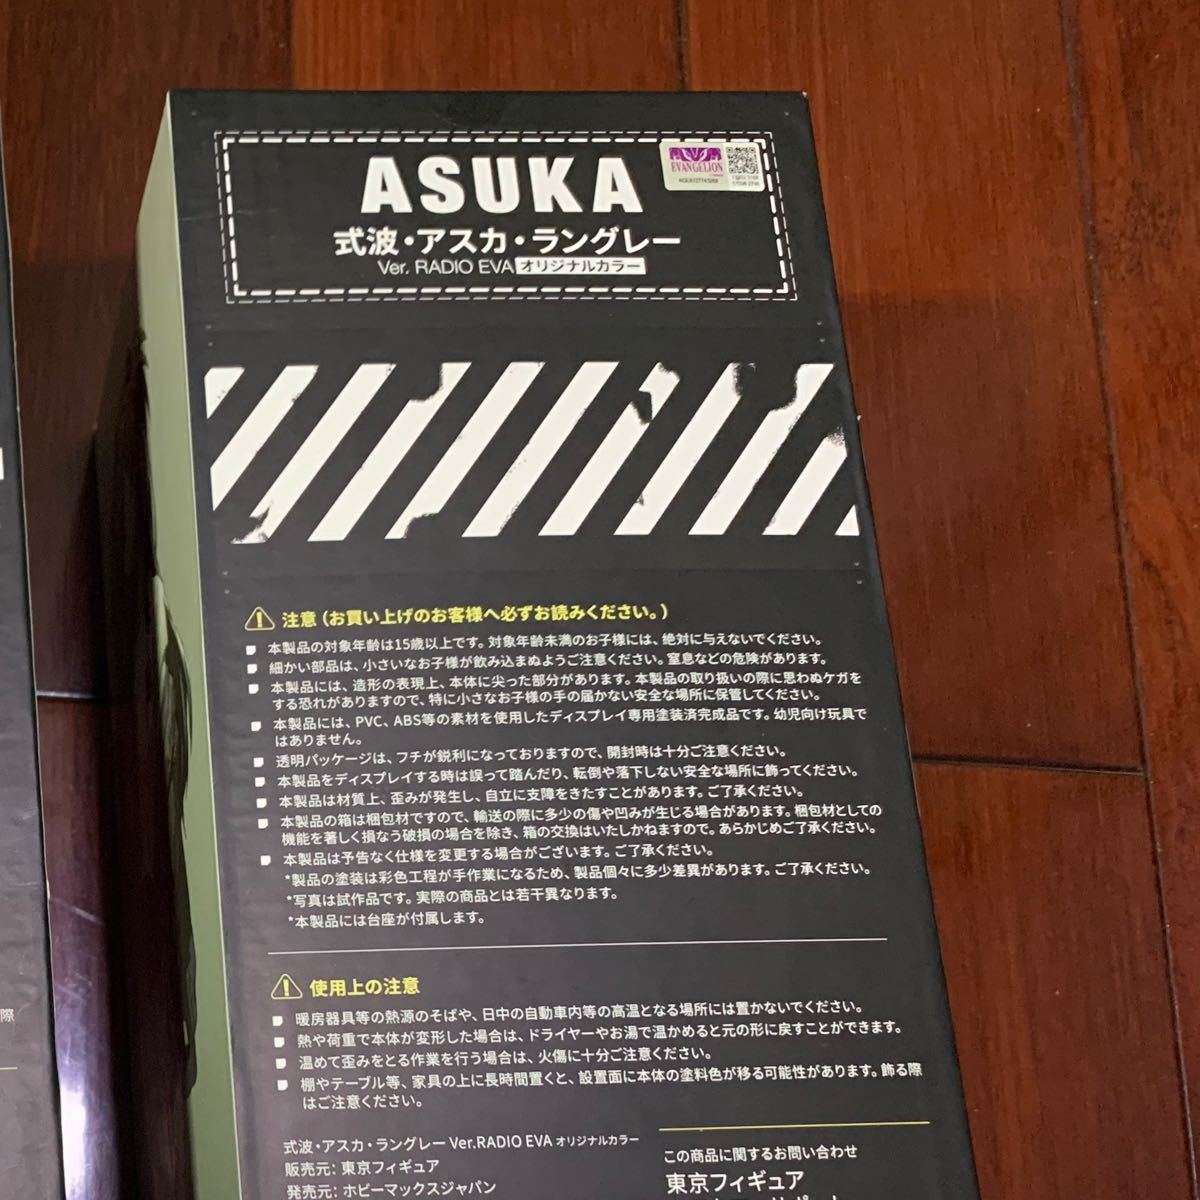 ASUKA
式波・アスカ・ラングレー
Ver. RADIO EVA オリジナルカラー
EVANGELION
注意（お買い上げのお客様へ必ずお読みください。）
本製品の対象年齢は15歳以上です。対象年齢未満のお子様には、絶対に与えないでください。
細かい部品は、小さいなお子様が飲み込まぬようご注意ください。窒息などの危険があります。
本製品には、造形の表現上、本体に尖った部分があります。本製品の取り扱いの際に思わぬケガを
する恐れがありますので、特に小さなお子様の手の届かない安全な場所に保管してください。
本製品には、PVC、ABS等の素材を使用したディスプレイ専用塗装済完成品です。幼児向け玩具で
はありません。
透明パッケージは、フチが鋭利になっておりますので、開封時は十分ご注意ください。
本製品をディスプレイする時は誤って踏んだり、転倒や落下しない安全な場所に飾ってください。
本製品は材質上、歪みが発生し、自立に支障をきたすことがあります。ご了承ください。
本製品の箱は梱包材ですので、輸送の際に多少の傷や凹みが生じる場合があります。梱包材としての
機能を著しく損なう破損の場合を除き、箱の交換はいたしかねますので。あらかじめご了承ください。
本製品は予告なく仕様を変更する場合がございます。ご了承ください。
*製品の塗装は彩色工程が手作業になるため、製品個々に多少差異があります。ご了承ください。
*写真は試作品です。実際の商品とは若干異なります。
*本製品には台座が付属します。
使用上の注意
暖房器具等の熱源のそばや、日中の自動車内等の高温となる場所には置かないでください。
熱や荷重で本体が変形した場合は、ドライヤーやお湯で温かめると元の形に戻すことができます。
温めて歪みをとる作業を行う場合は、火傷に十分ご注意ください。
棚やテーブル等、家具の上に長時間置くと、設置面に本体の塗料色が移る可能性があります。飾る際
はご注意ください。
式波・アスカ・ラングレー Ver.RADIO EVA オリジナルカラー
販売元：東京フィギュア
発売元：ホビーマックスジャパン
この商品に関するお問い合わせ
東京フィギュア
際